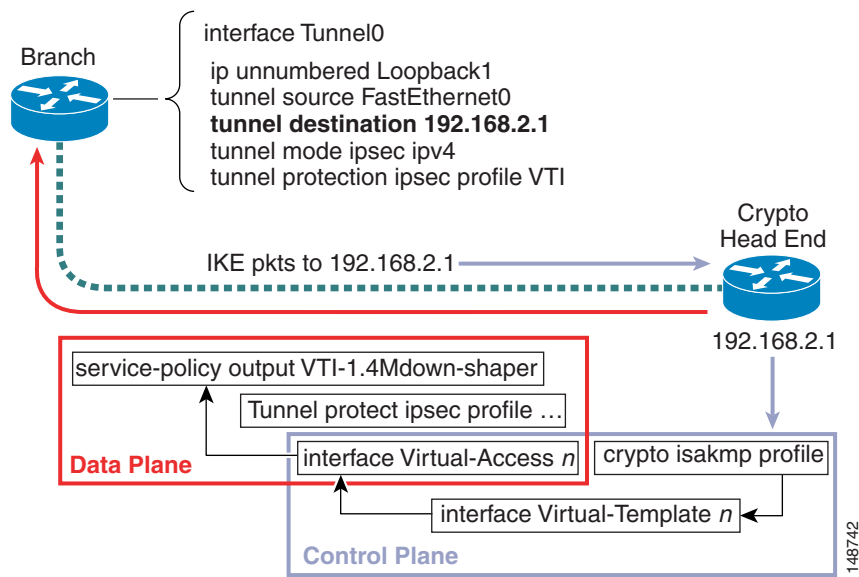 Branch
interface Tunnel0
ip unnumbered Loopback1
tunnel source FastEthernet0
tunnel destination 192.168.2.1
tunnel mode ipsec ipv4
tunnel protection ipsec profile VTI
Crypto
Head End
IKE pkts to 192.168.2.1
192.168.2.1
service-policy output VTI-1.4Mdown-shaper
Tunnel protect ipsec profile …
Data Plane
interface Virtual-Access n
crypto isakmp profile
interface Virtual-Template n
Control Plane
148742